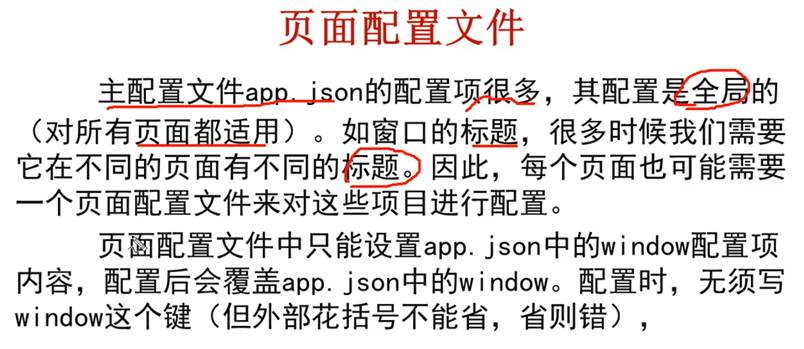 页面配置文件
主配置文件app.json的配置项很多，其配置是全局的
（对所有页面都适用）。如窗口的标题，很多时候我们需要
它在不同的页面有不同的标题。因此，每个页面也可能需要
一个页面配置文件来对这些项目进行配置。
页面配置文件中只能设置app.json中的window配置项
内容，配置后会覆盖app.json中的window。配置时，无须写
window这个键（但外部花括号不能省，省则错），